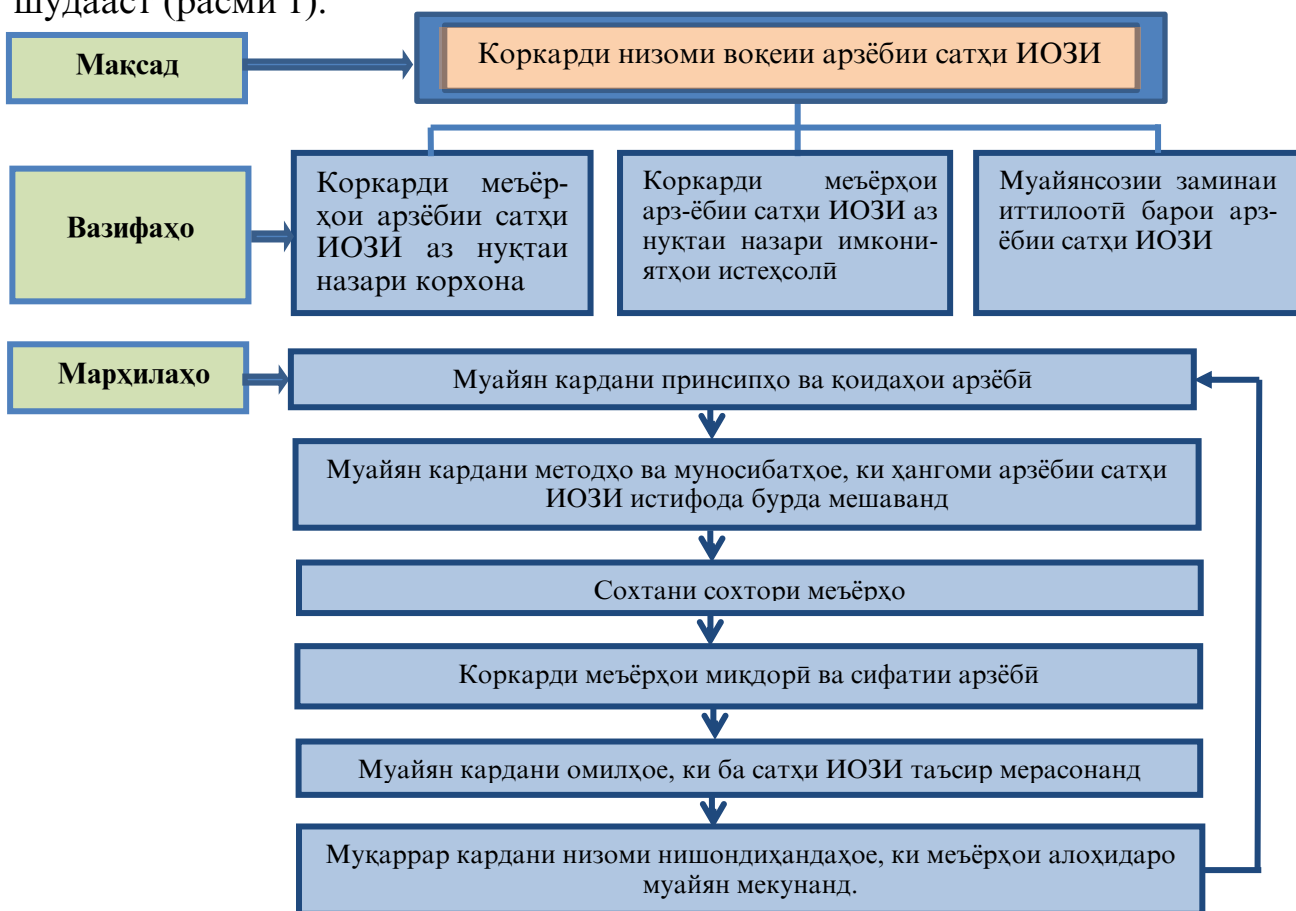 шудааст (расми 1).
Мақсад
Коркарди низоми воқеии арзёбии сатҳи ИОЗИ
Вазифаҳо
Коркарди меъёр-
ҳои арзёбии сатҳи
ИОЗИ аз нуқтаи
назари корхона
Коркарди меъёрҳои
арз-ёбии сатҳи ИОЗИ аз
нуқтаи назари имкони-
ятҳои истеҳсолӣ
Муайянсозии заминаи
иттилоотӣ барои арз-
ёбии сатҳи ИОЗИ
Марҳилаҳо
Муайян кардани принсипҳо ва қоидаҳои арзёбӣ
Муайян кардани методҳо ва муносибатҳое, ки ҳангоми арзёбии сатҳи
ИОЗИ истифода бурда мешаванд
Сохтани сохтори меъёрҳо
Коркарди меъёрҳои миқдорӣ ва сифатии арзёбӣ
Муайян кардани омилҳое, ки ба сатҳи ИОЗИ таъсир мерасонанд
Муқаррар кардани низоми нишондиҳандаҳое, ки меъёрҳои алоҳидаро
муайян мекунанд.